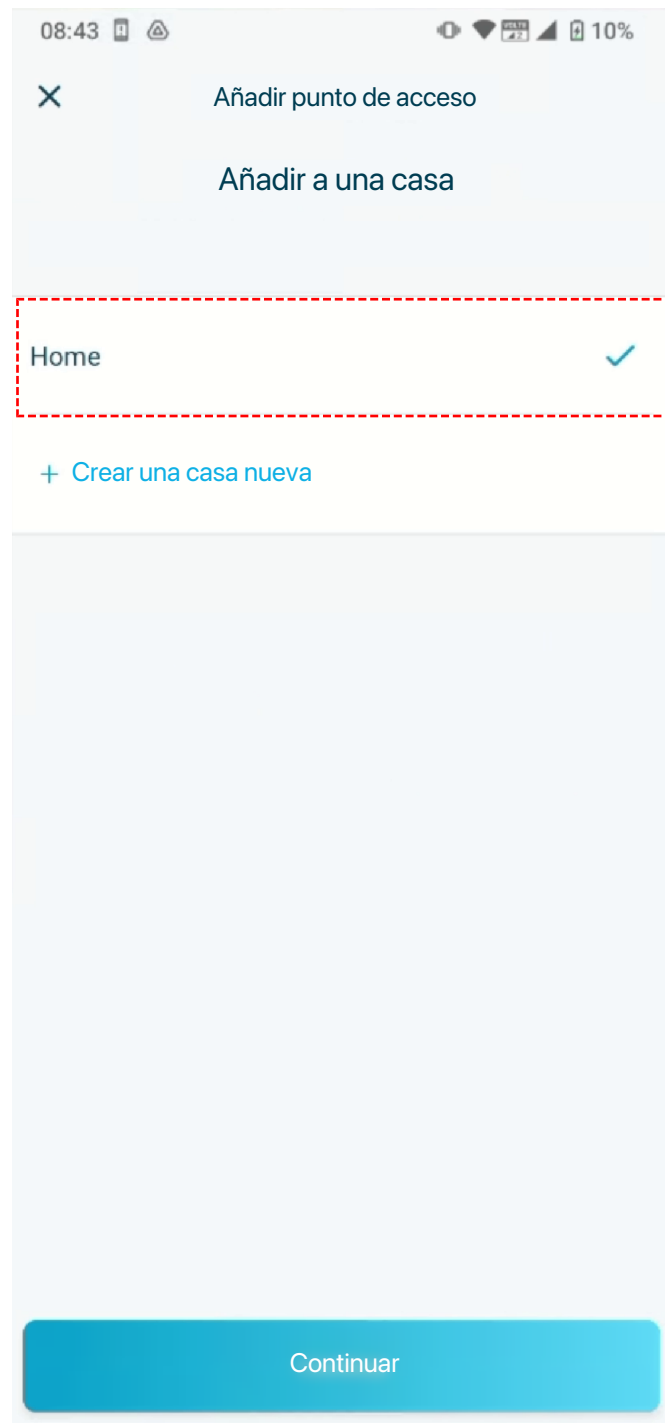 08:43 10%
Añadir punto de acceso
Añadir a una casa
Home
+ Crear una casa nueva
Continuar